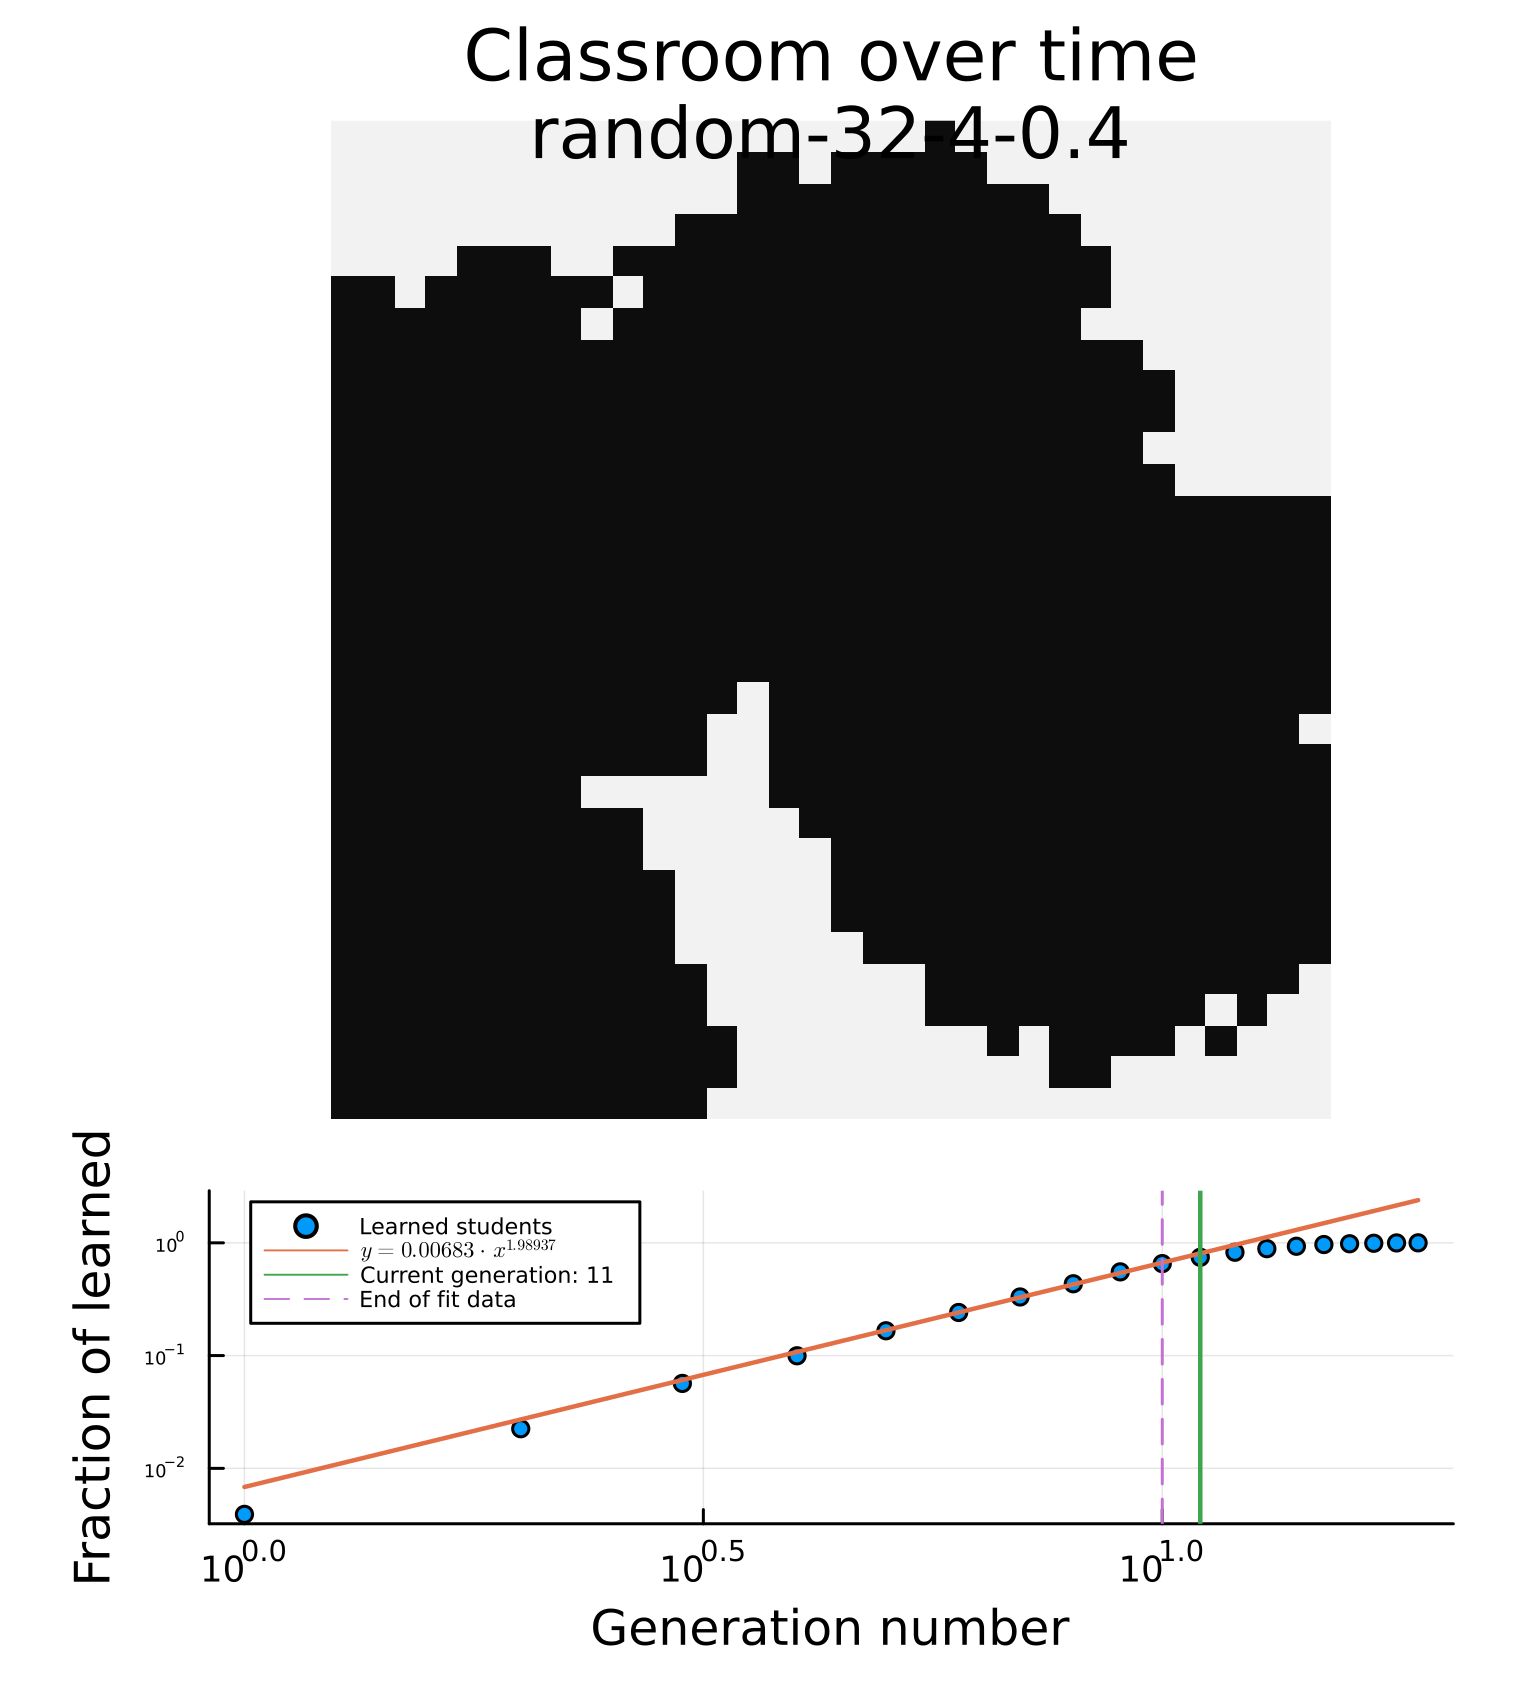 Classroom over time
random-32-4-0.4
Fraction of learned
10^0
10^−1
10^−2
Learned students
y = 0.00683 · x^1.98937
Current generation: 11
End of fit data
10^0.0
10^0.5
10^1.0
Generation number